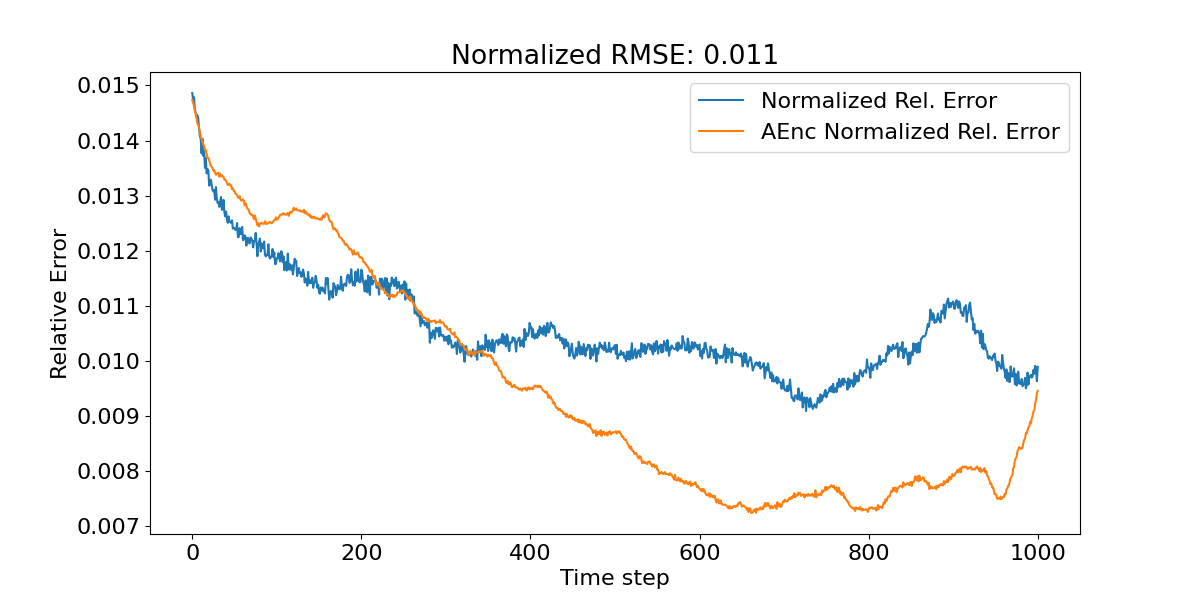 Normalized RMSE: 0.011
Normalized Rel. Error
AEnc Normalized Rel. Error
0.015
0.014
0.013
0.012
0.011
0.010
0.009
0.008
0.007
Relative Error
0 200 400 600 800 1000
Time step